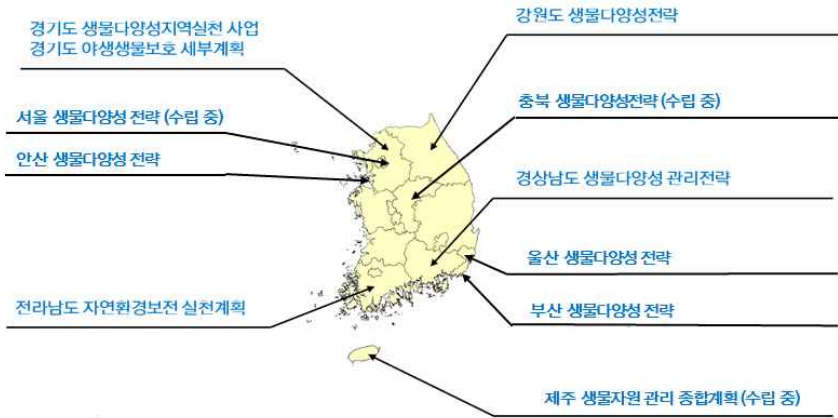 경기도 생물다양성지역실천 사업
경기도 야생생물보호 세부계획
강원도 생물다양성전략
서울 생물다양성 전략 (수립 중)
충북 생물다양성전략 (수립 중)
안산 생물다양성 전략
경상남도 생물다양성 관리전략
울산 생물다양성 전략
전라남도 자연환경보전 실천계획
부산 생물다양성 전략
제주 생물자원 관리 종합계획 (수립 중)